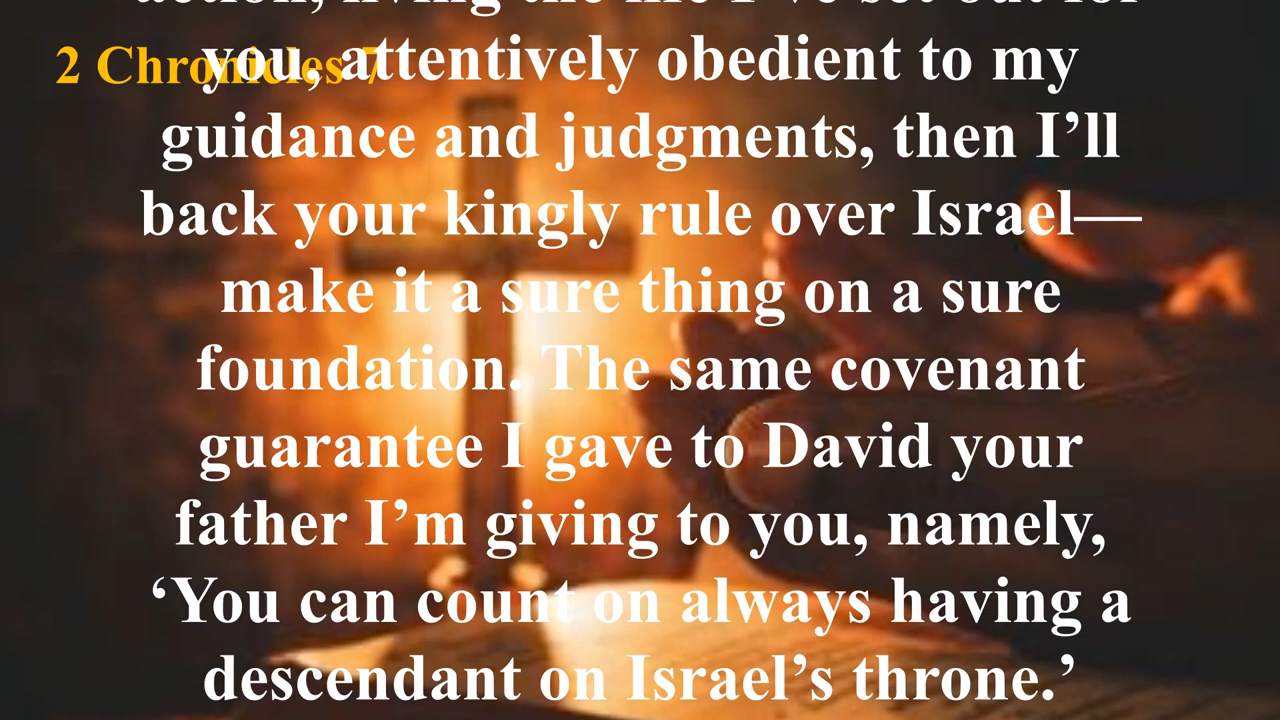 action, living the life I’ve set out for
2 Chronicles 7
you, attentively obedient to my
guidance and judgments, then I’ll
back your kingly rule over Israel—
make it a sure thing on a sure
foundation. The same covenant
guarantee I gave to David your
father I’m giving to you, namely,
‘You can count on always having a
descendant on Israel’s throne.’